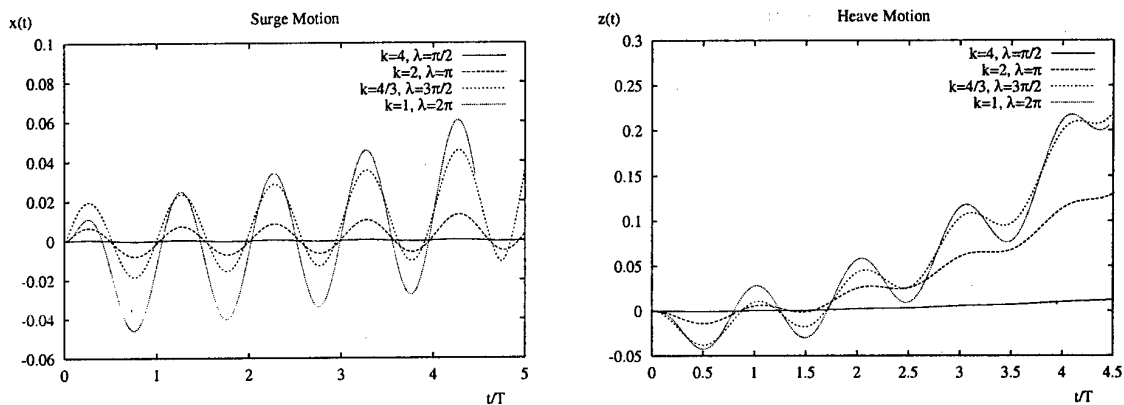 x(t)
Surge Motion
0.1
0.08
0.06
0.04
0.02
0
-0.02
-0.04
-0.06
k=4, λ=π/2
k=2, λ=π
k=4/3, λ=3π/2
k=1, λ=2π
0 1 2 3 4 5
t/T
z(t)
Heave Motion
0.3
0.25
0.2
0.15
0.1
0.05
0
-0.05
k=4, λ=π/2
k=2, λ=π
k=4/3, λ=3π/2
k=1, λ=2π
0 0.5 1 1.5 2 2.5 3 3.5 4 4.5
t/T